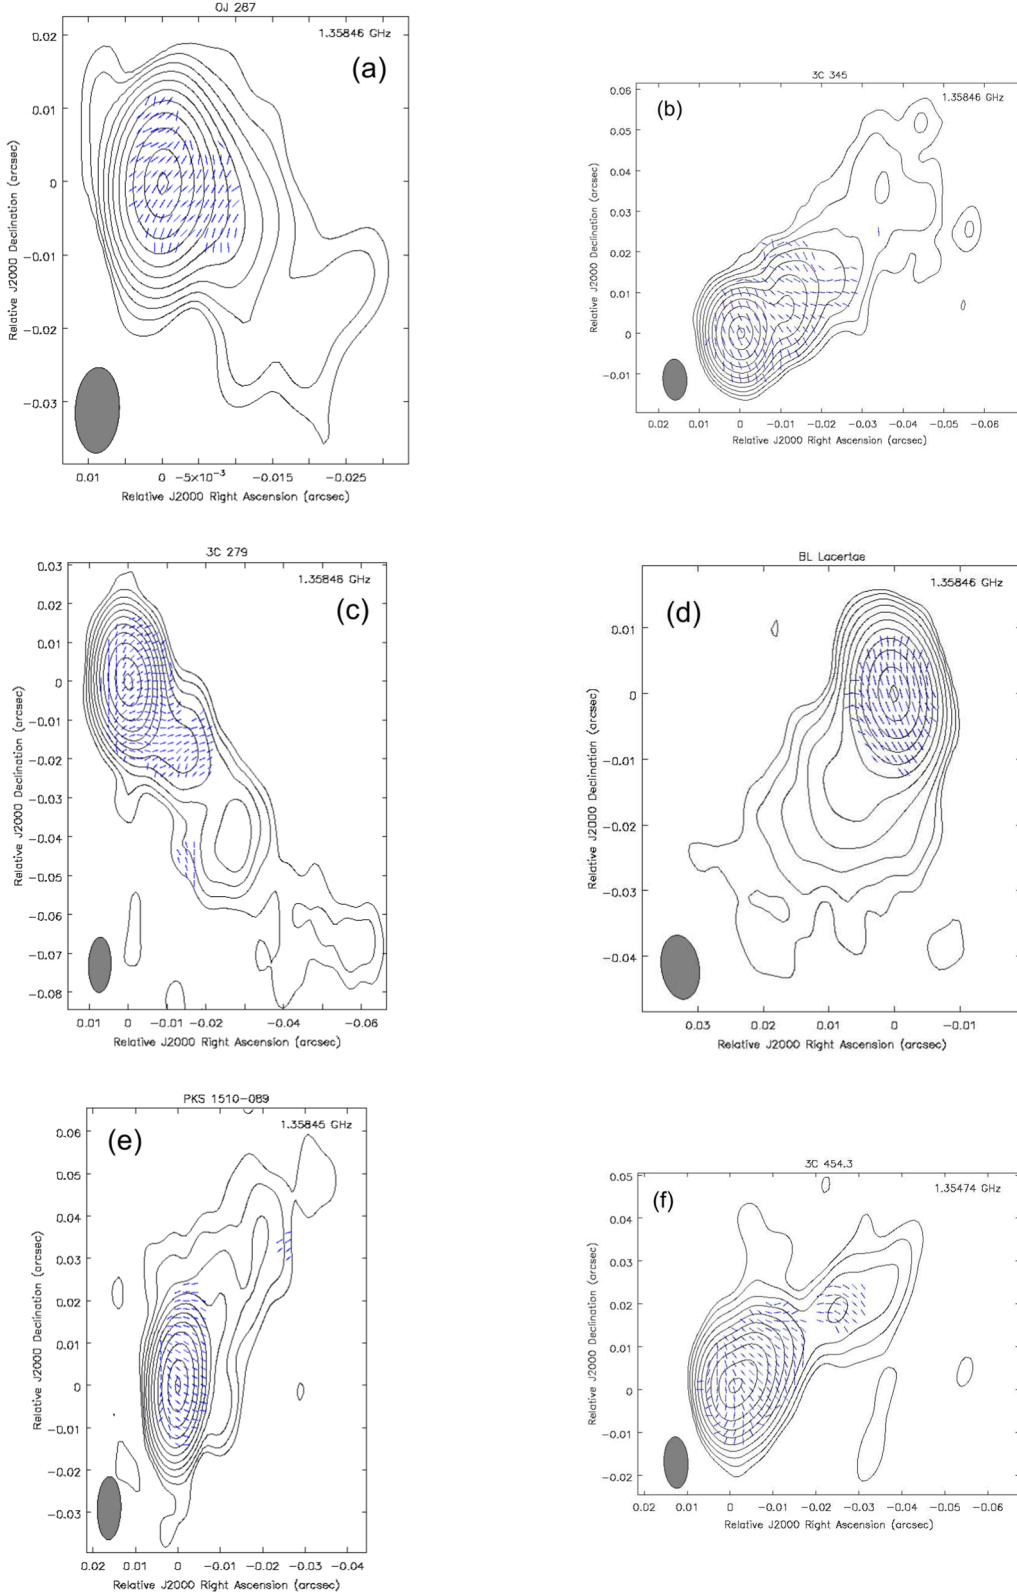 OJ 287
1.35846 GHz
(a)
0.02
0.01
0
-0.01
-0.02
-0.03
Relative J2000 Declination (arcsec)
0.01 0 -5×10⁻³ -0.015 -0.025
Relative J2000 Right Ascension (arcsec)
3C 345
1.35846 GHz
(b)
0.06
0.05
0.04
0.03
0.02
0.01
0
-0.01
Relative J2000 Declination (arcsec)
0.02 0.01 0 -0.01 -0.02 -0.03 -0.04 -0.05 -0.06
Relative J2000 Right Ascension (arcsec)
3C 279
1.35846 GHz
(c)
0.03
0.02
0.01
0
-0.01
-0.02
-0.03
-0.04
-0.05
-0.06
-0.07
-0.08
Relative J2000 Declination (arcsec)
0.01 0 -0.01 -0.02 -0.04 -0.06
Relative J2000 Right Ascension (arcsec)
BL Lacertae
1.35846 GHz
(d)
0.01
0
-0.01
-0.02
-0.03
-0.04
Relative J2000 Declination (arcsec)
0.03 0.02 0.01 0 -0.01
Relative J2000 Right Ascension (arcsec)
PKS 1510-089
1.35846 GHz
(e)
0.06
0.05
0.04
0.03
0.02
0.01
0
-0.01
-0.02
-0.03
Relative J2000 Declination (arcsec)
0.02 0.01 0 -0.01 -0.02 -0.03 -0.04
Relative J2000 Right Ascension (arcsec)
3C 454.3
1.35474 GHz
(f)
0.05
0.04
0.03
0.02
0.01
0
-0.01
-0.02
Relative J2000 Declination (arcsec)
0.02 0.01 0 -0.01 -0.02 -0.03 -0.04 -0.05 -0.06
Relative J2000 Right Ascension (arcsec)